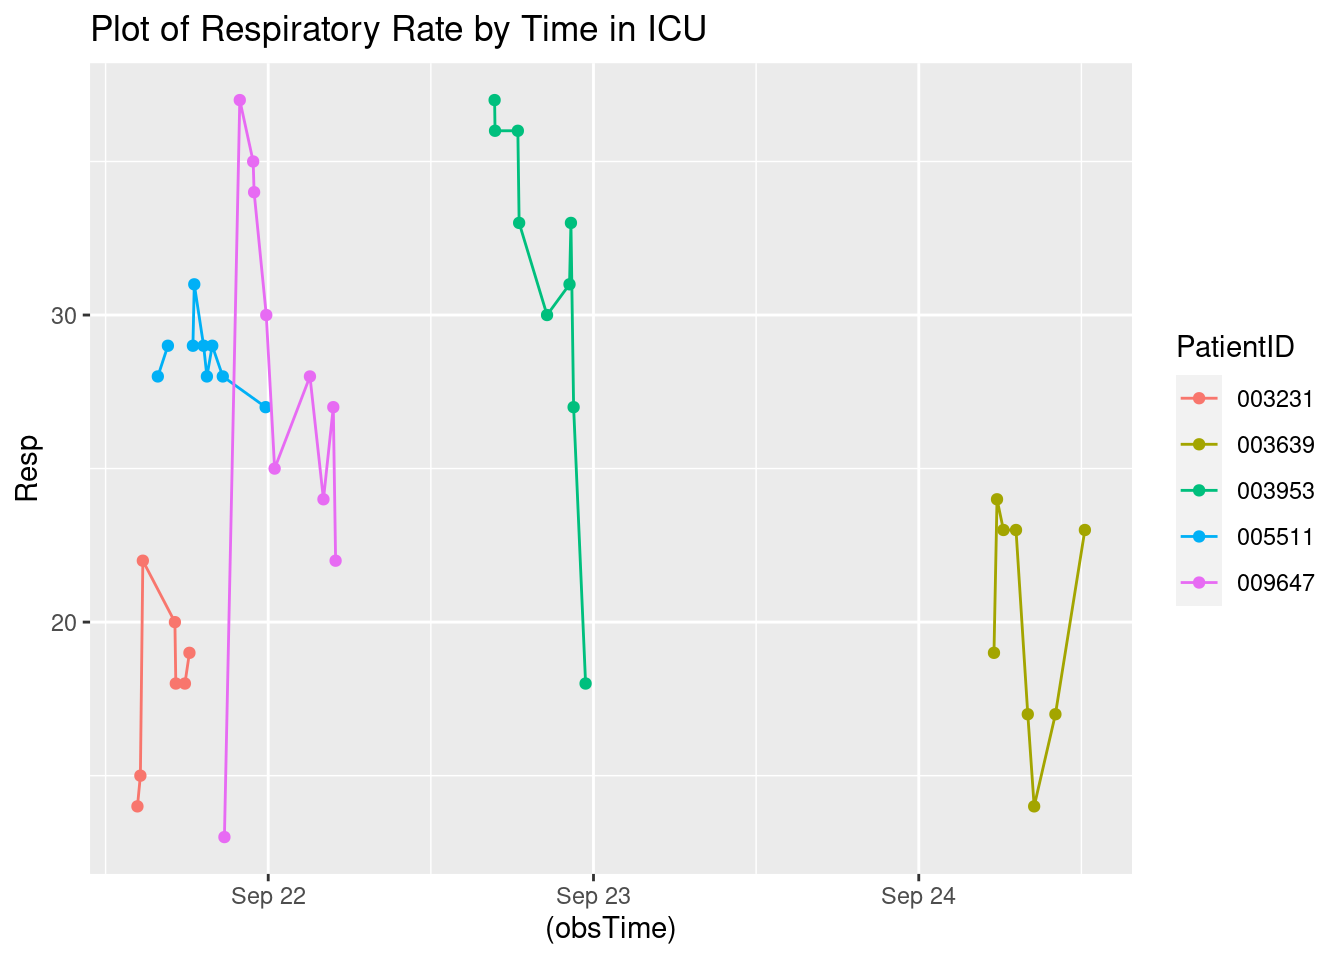 Plot of Respiratory Rate by Time in ICU
30
20
Resp
Sep 22
Sep 23
Sep 24
(obsTime)
PatientID
003231
003639
003953
005511
009647